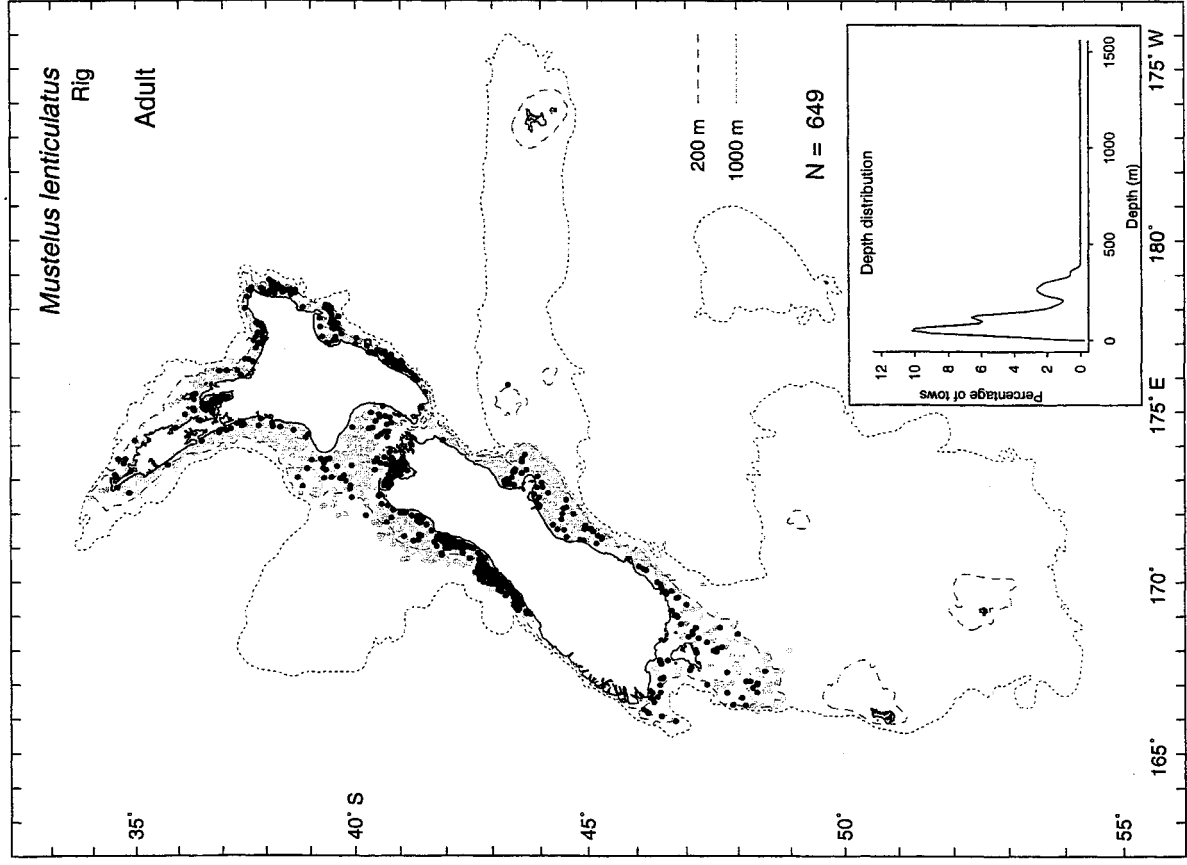 Mustelus lenticulatus
Rig
Adult
35°
40° S
45°
50°
55°
165°
170°
175° E
180°
175° W
200 m
1000 m
N = 649
Depth distribution
Percentage of tows
12
10
8
6
4
2
0
0
500
1000
1500
Depth (m)